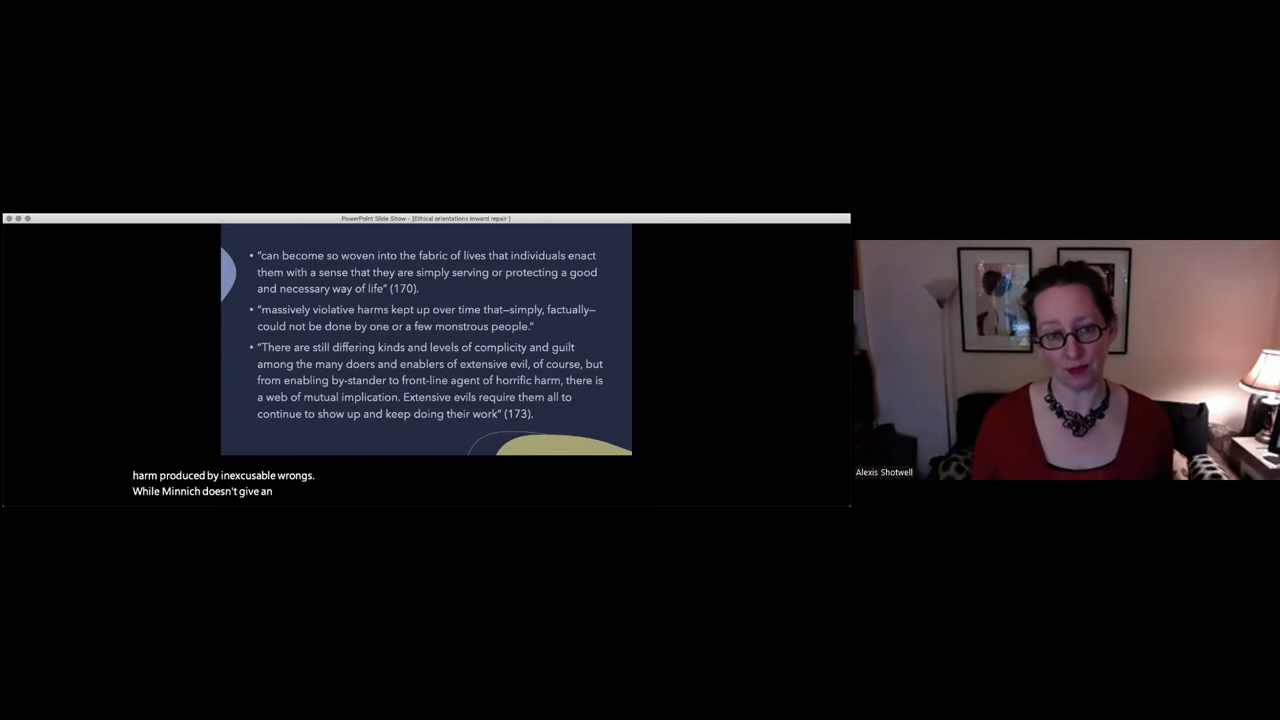 PowerPoint Slide Show - [Ethical orientations toward repair ]
• “can become so woven into the fabric of lives that individuals enact
them with a sense that they are simply serving or protecting a good
and necessary way of life” (170).
• “massively violative harms kept up over time that—simply, factually—
could not be done by one or a few monstrous people.”
• “There are still differing kinds and levels of complicity and guilt
among the many doers and enablers of extensive evil, of course, but
from enabling by-stander to front-line agent of horrific harm, there is
a web of mutual implication. Extensive evils require them all to
continue to show up and keep doing their work” (173).
harm produced by inexcusable wrongs.
While Minnich doesn't give an
Alexis Shotwell